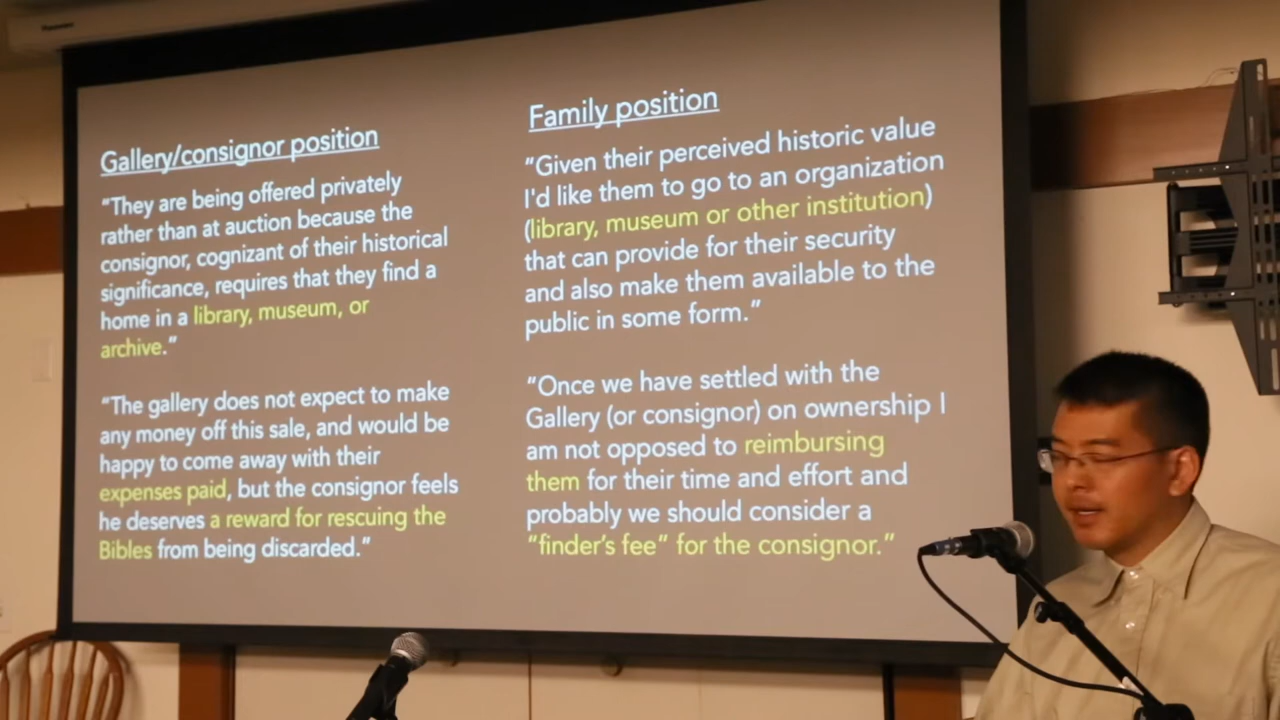 Gallery/consignor position
“They are being offered privately
rather than at auction because the
consignor, cognizant of their historical
significance, requires that they find a
home in a library, museum, or
archive.”
“The gallery does not expect to make
any money off this sale, and would be
happy to come away with their
expenses paid, but the consignor feels
he deserves a reward for rescuing the
Bibles from being discarded.”
Family position
“Given their perceived historic value
I'd like them to go to an organization
(library, museum or other institution)
that can provide for their security
and also make them available to the
public in some form.”
“Once we have settled with the
Gallery (or consignor) on ownership I
am not opposed to reimbursing
them for their time and effort and
probably we should consider a
“finder’s fee” for the consignor.”